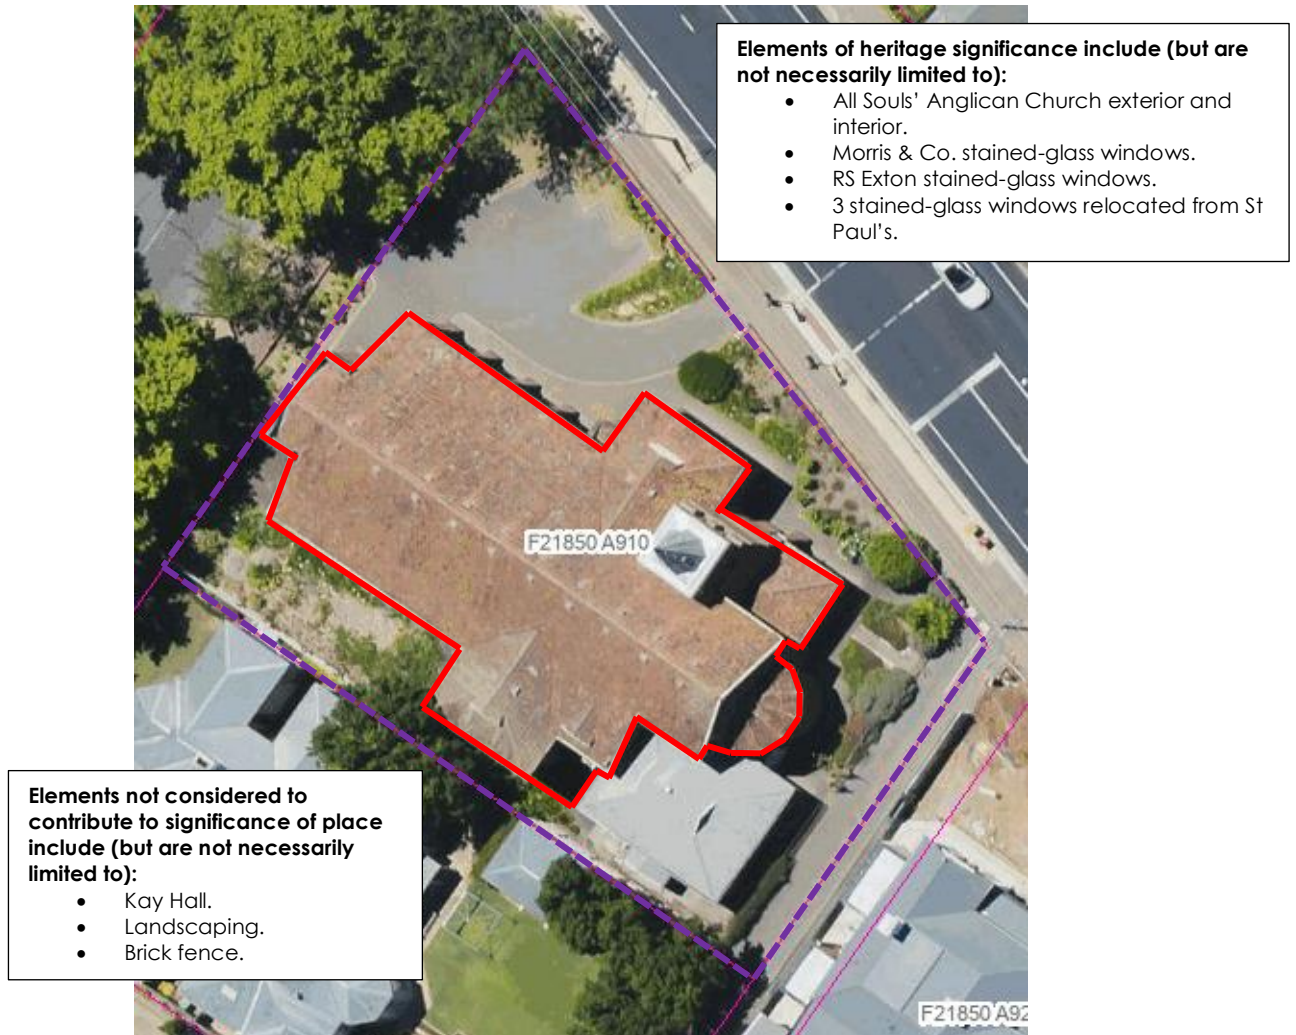 Elements of heritage significance include (but are
not necessarily limited to):
• All Souls’ Anglican Church exterior and
interior.
• Morris & Co. stained-glass windows.
• RS Exton stained-glass windows.
• 3 stained-glass windows relocated from St
Paul’s.
F21850 A910
Elements not considered to
contribute to significance of place
include (but are not necessarily
limited to):
• Kay Hall.
• Landscaping.
• Brick fence.
F21850 A92